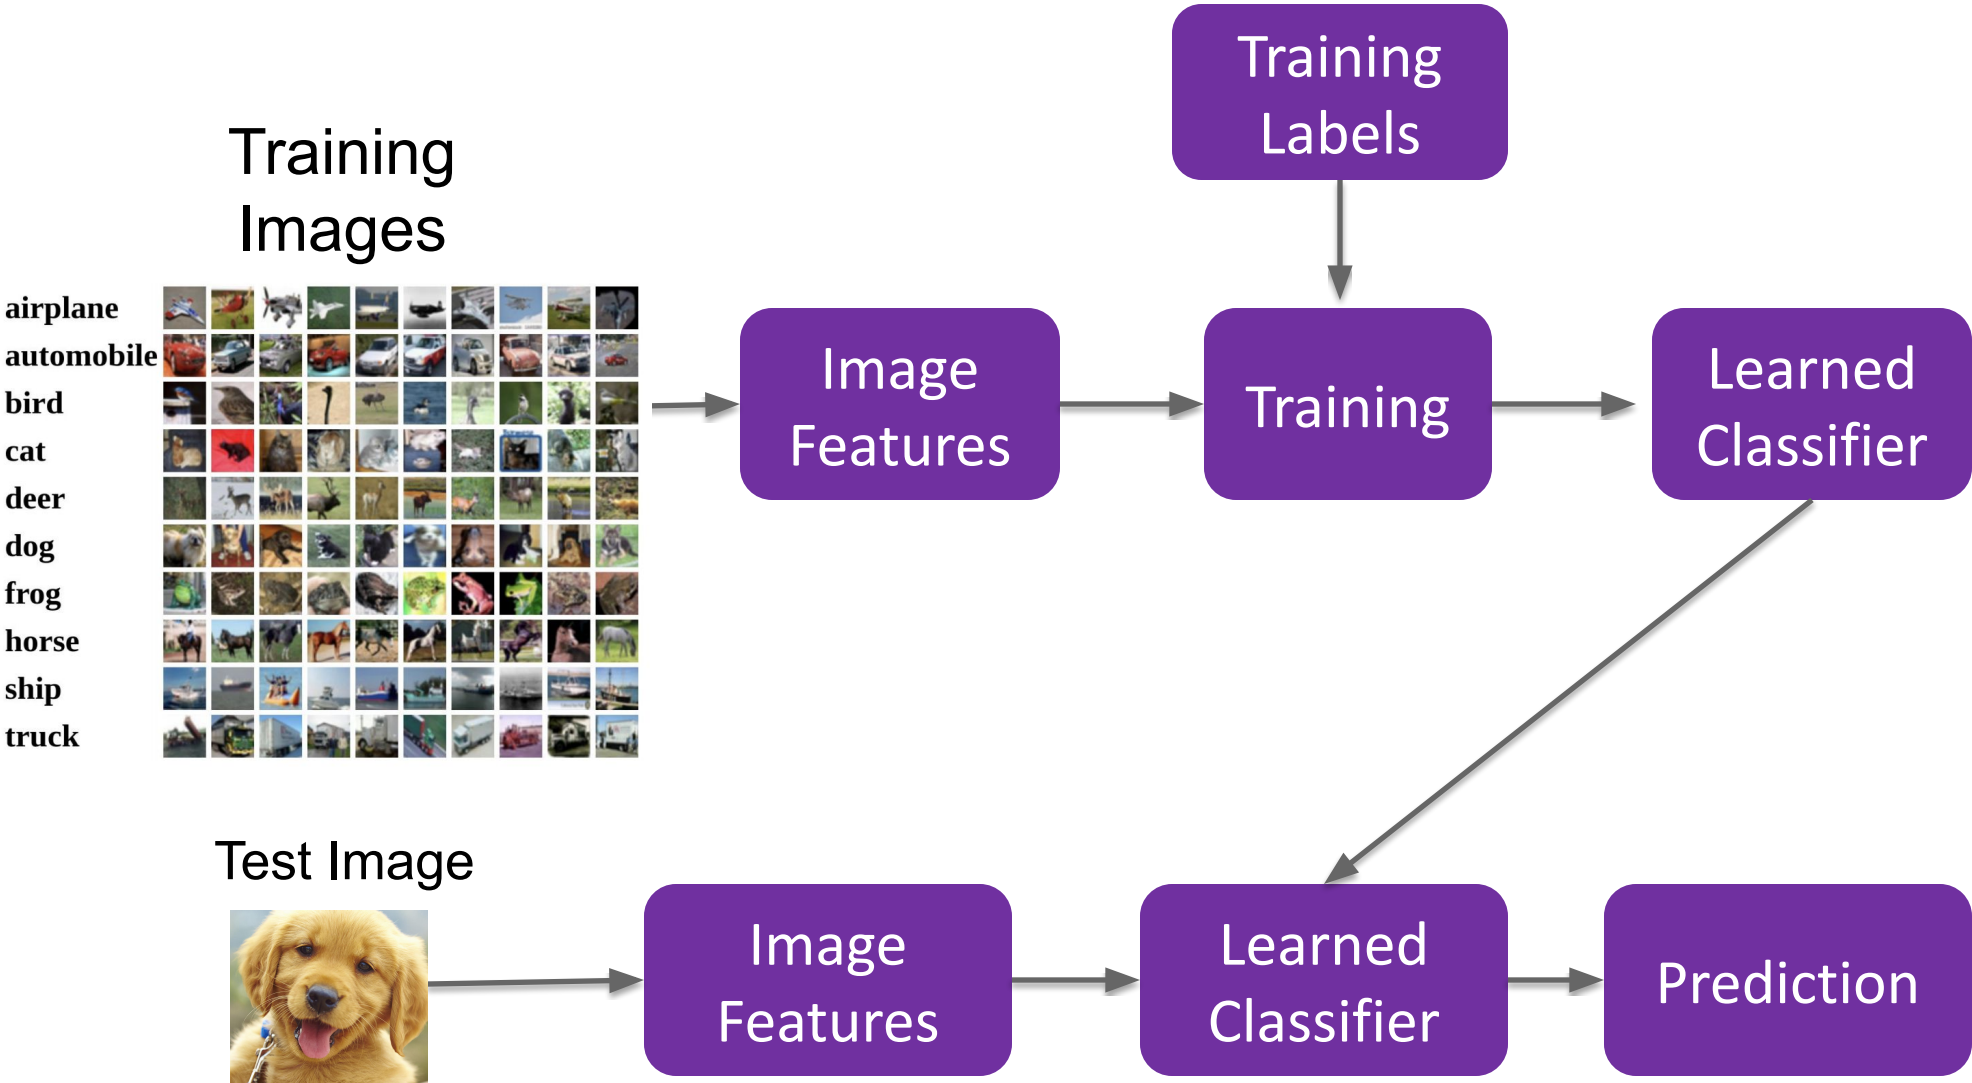 Training
Labels
Training
Images
airplane
automobile
bird
cat
deer
dog
frog
horse
ship
truck
Image
Features
Training
Learned
Classifier
Test Image
Image
Features
Learned
Classifier
Prediction